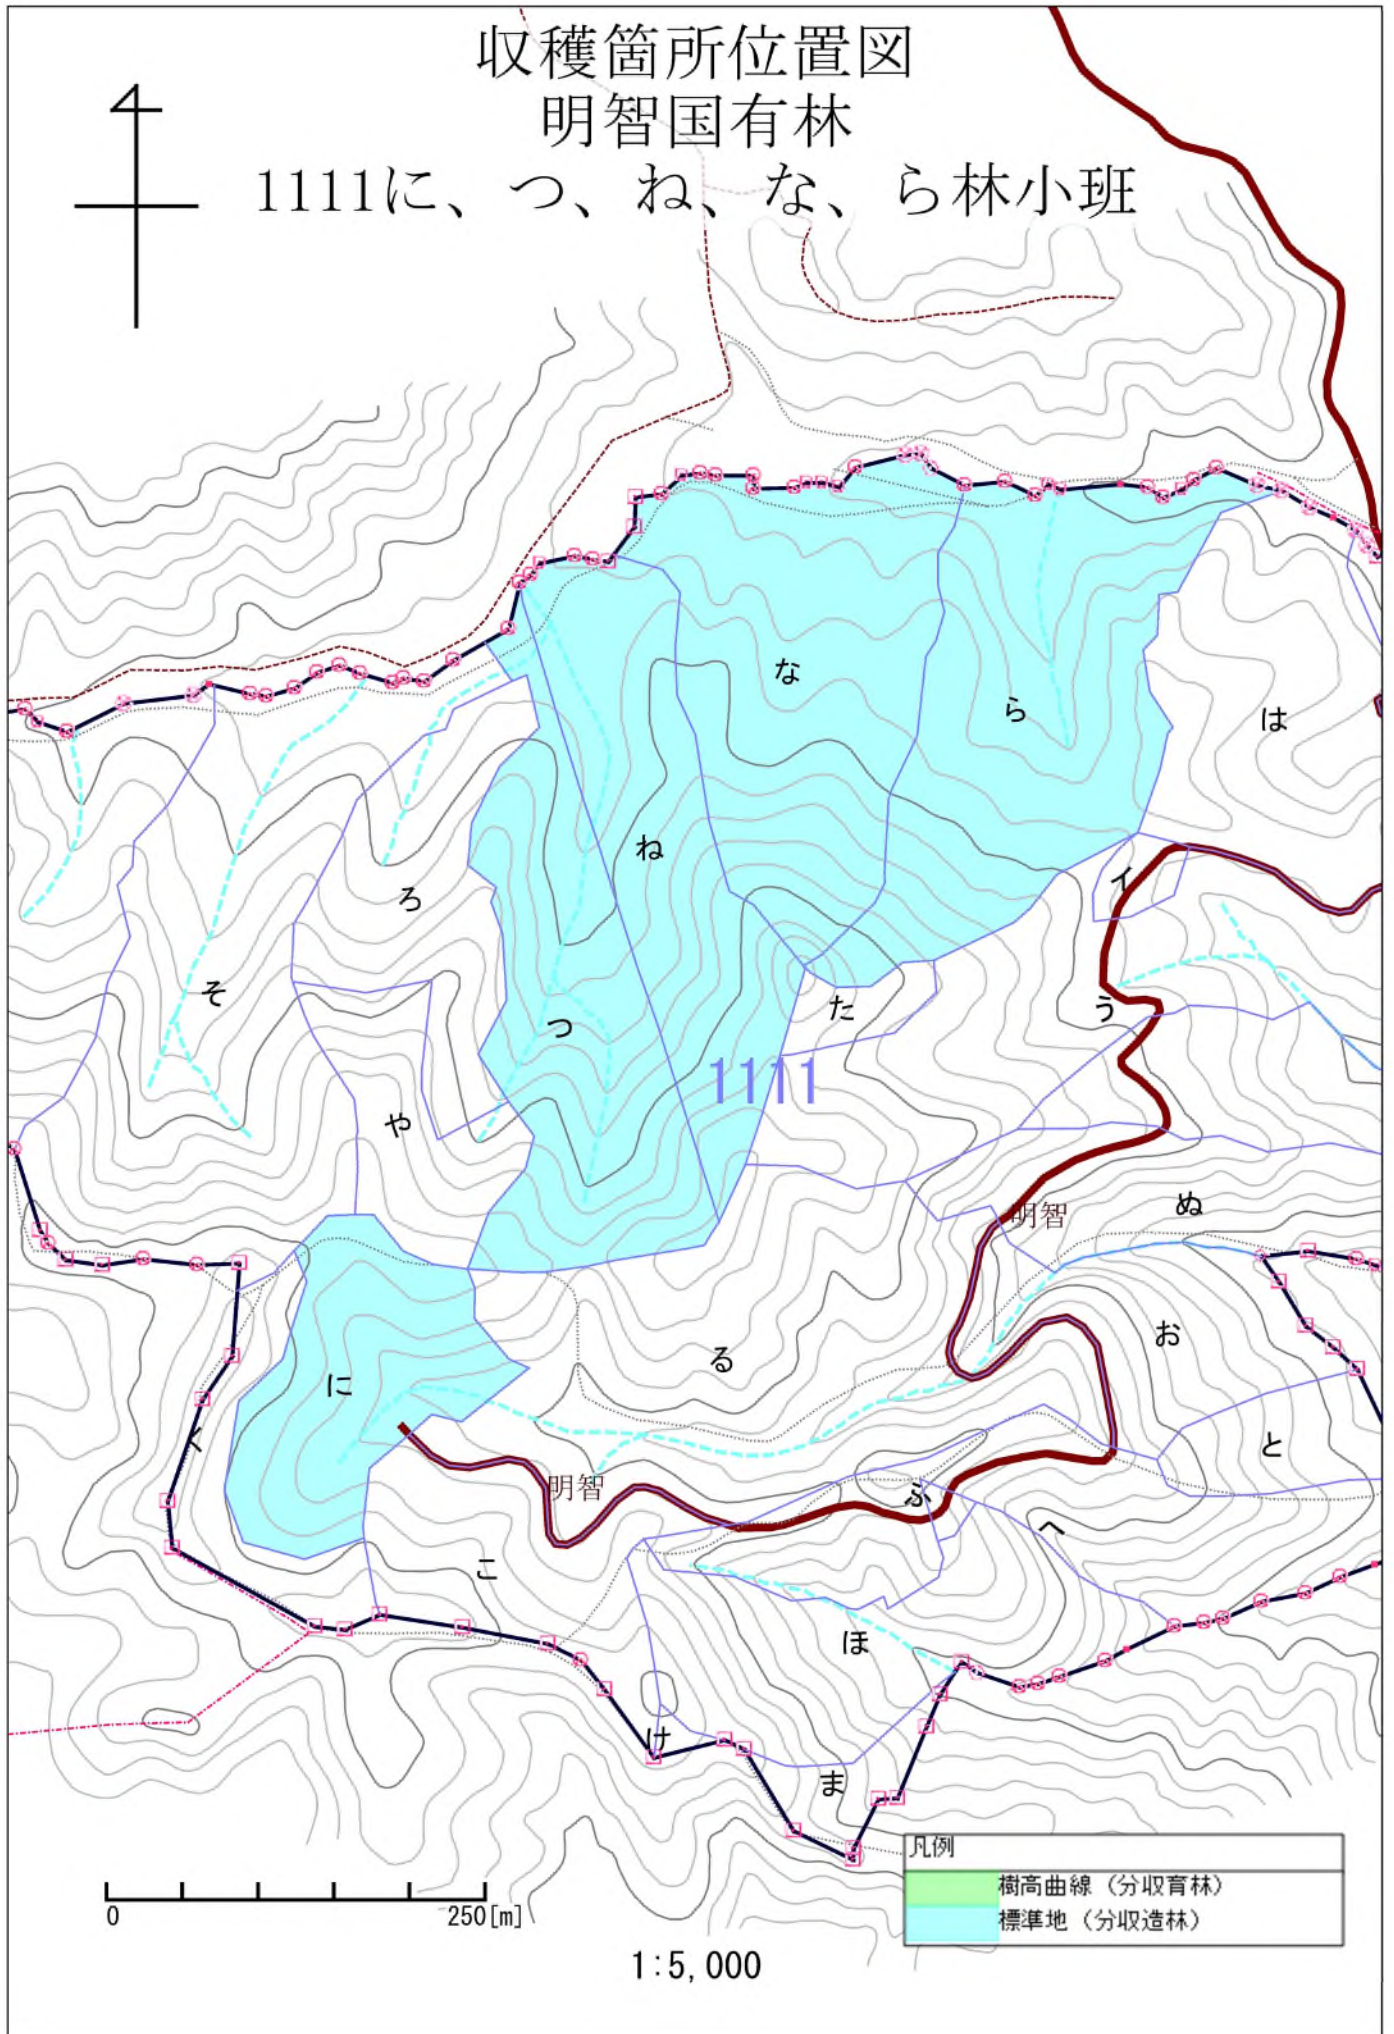 収穫箇所位置図
明智国有林
1111に、つ、ね、な、ら林小班
な
ら
は
ね
イ
ろ
そ
つ
た
う
1111
や
ぬ
明智
お
る
に
と
く
明智
ふ
へ
こ
ほ
け
ま
凡例
樹高曲線（分収育林）
標準地（分収造林）
0 250[m]
1:5,000